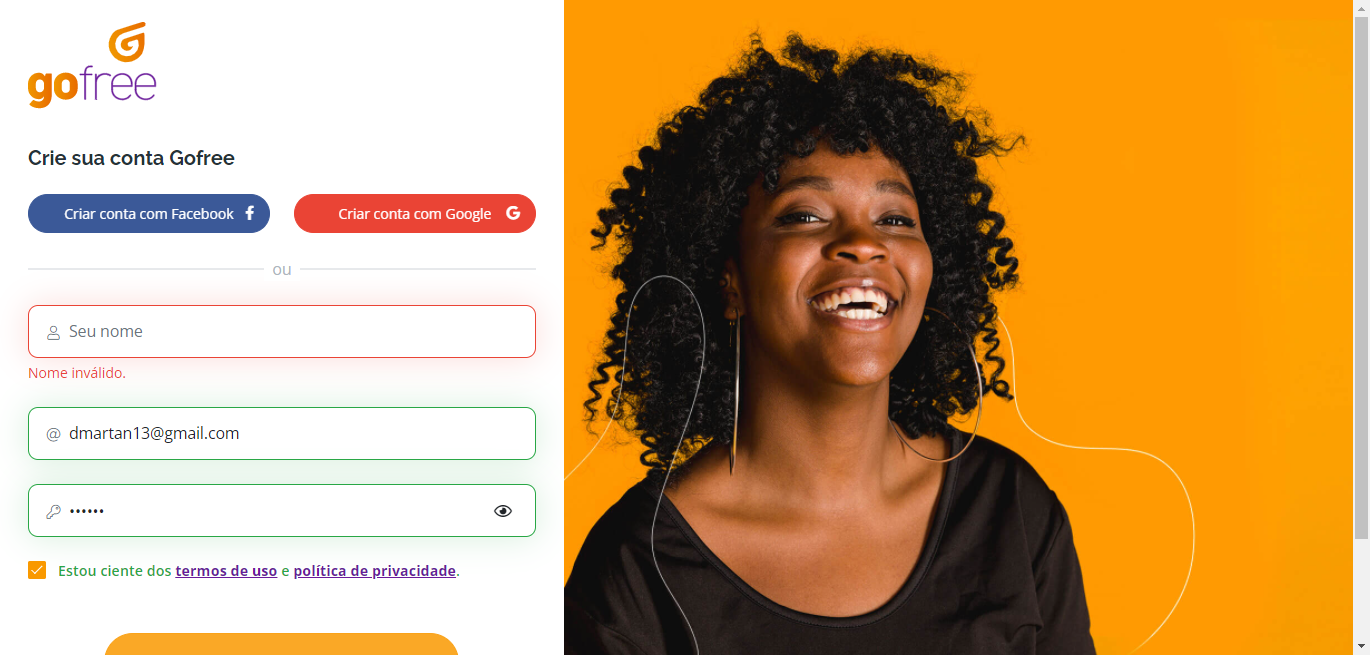 gofree
Crie sua conta Gofree
Criar conta com Facebook f
Criar conta com Google G
ou
Seu nome
Nome inválido.
@ dmartan13@gmail.com
••••••
Estou ciente dos termos de uso e política de privacidade.